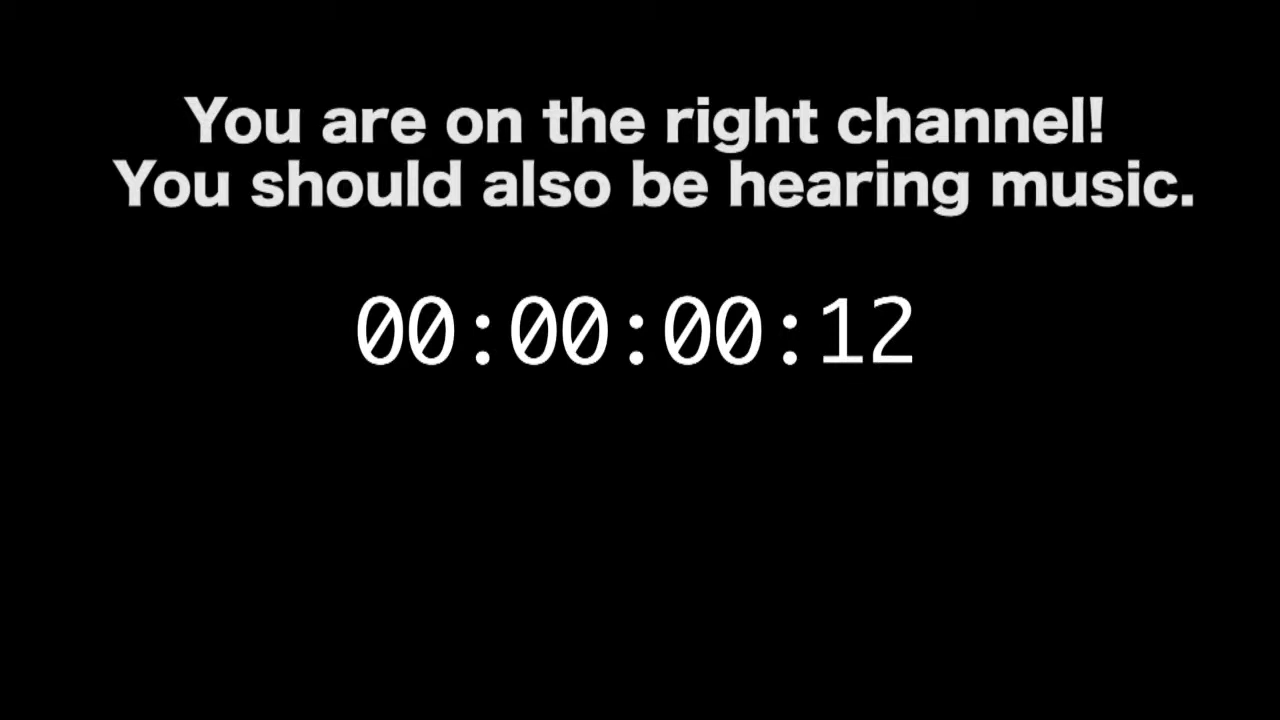 You are on the right channel!
You should also be hearing music.
00:00:00:12